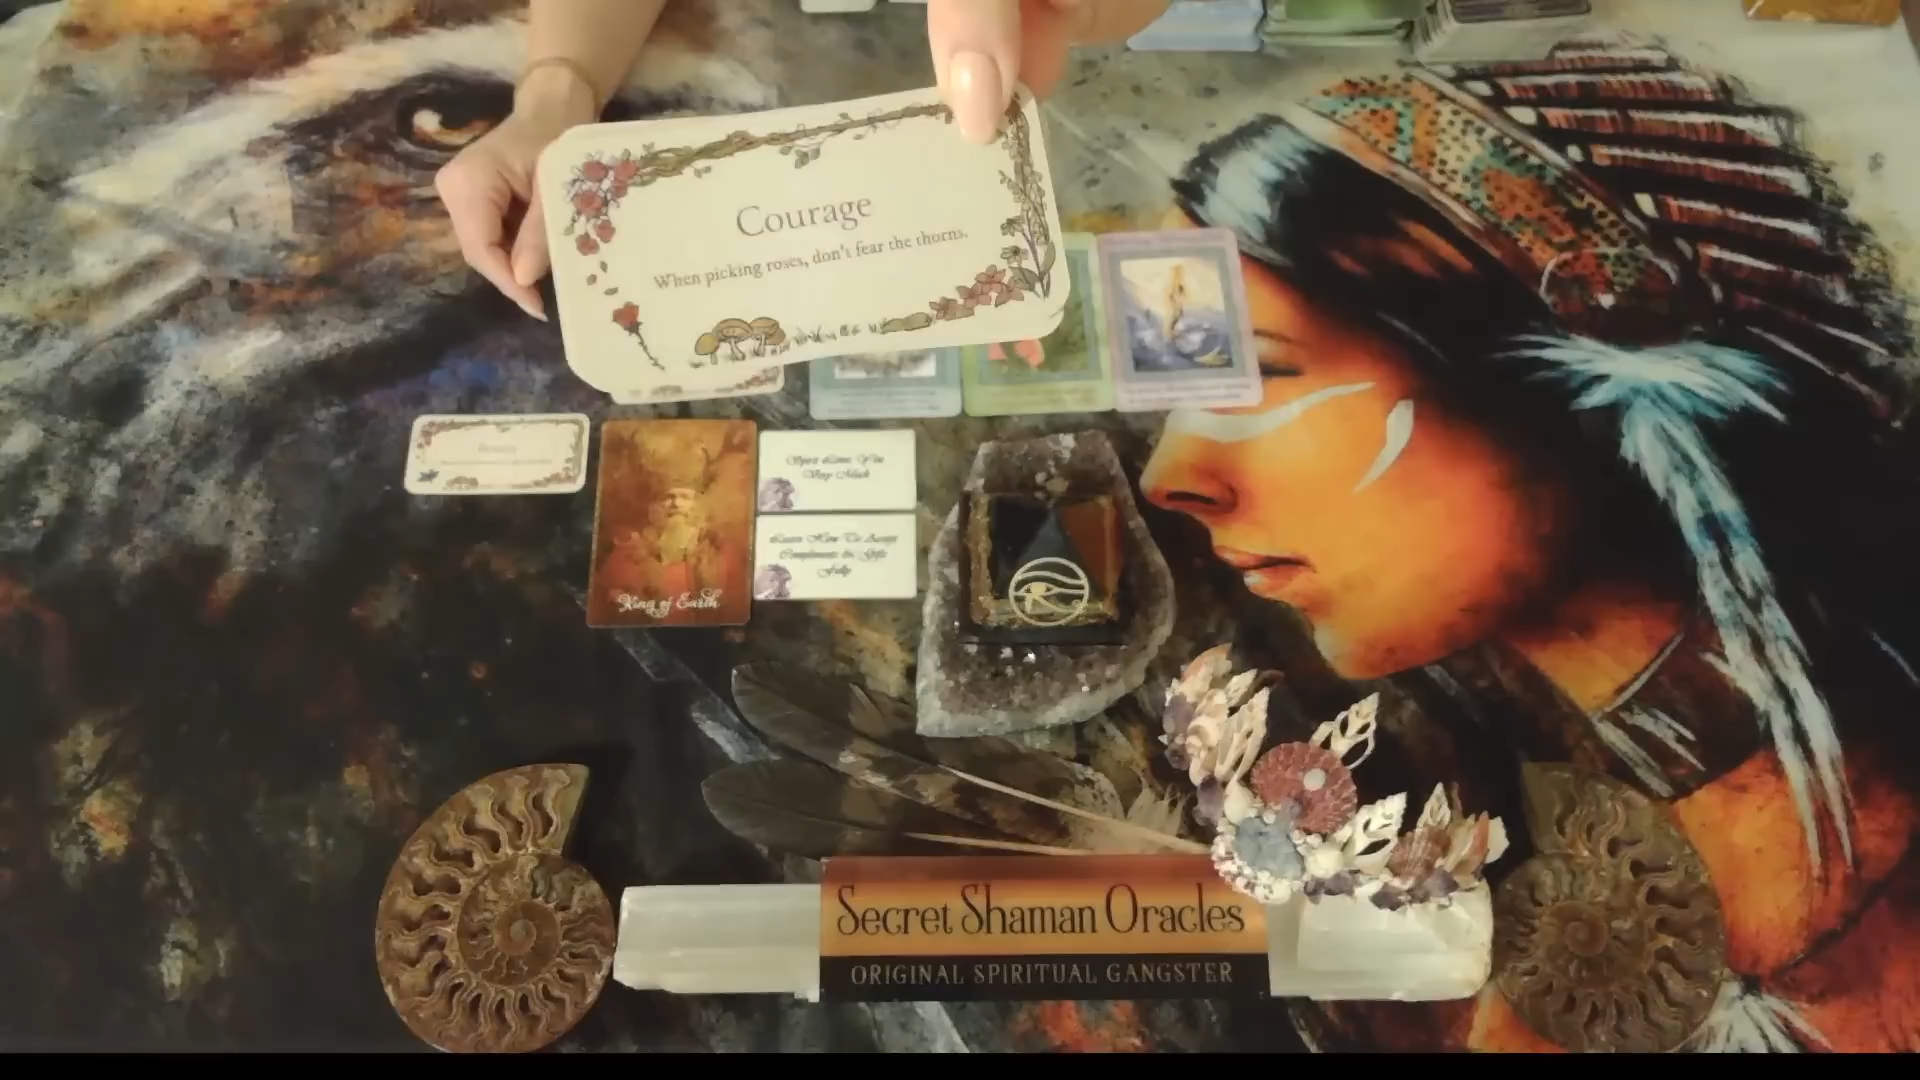 Courage
When picking roses, don't fear the thorns.
Spirit Loves You
Very Much
Learn How To Accept
Compliments & Gifts
Fully
King of Earth
Secret Shaman Oracles
ORIGINAL SPIRITUAL GANGSTER